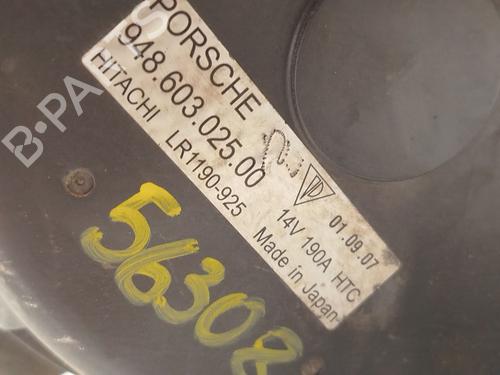 PORSCHE
948.603.025.00
HITACHI LR1190-925
01.09.07
14V 190A HTC
Made in Japan
56308
B-PA